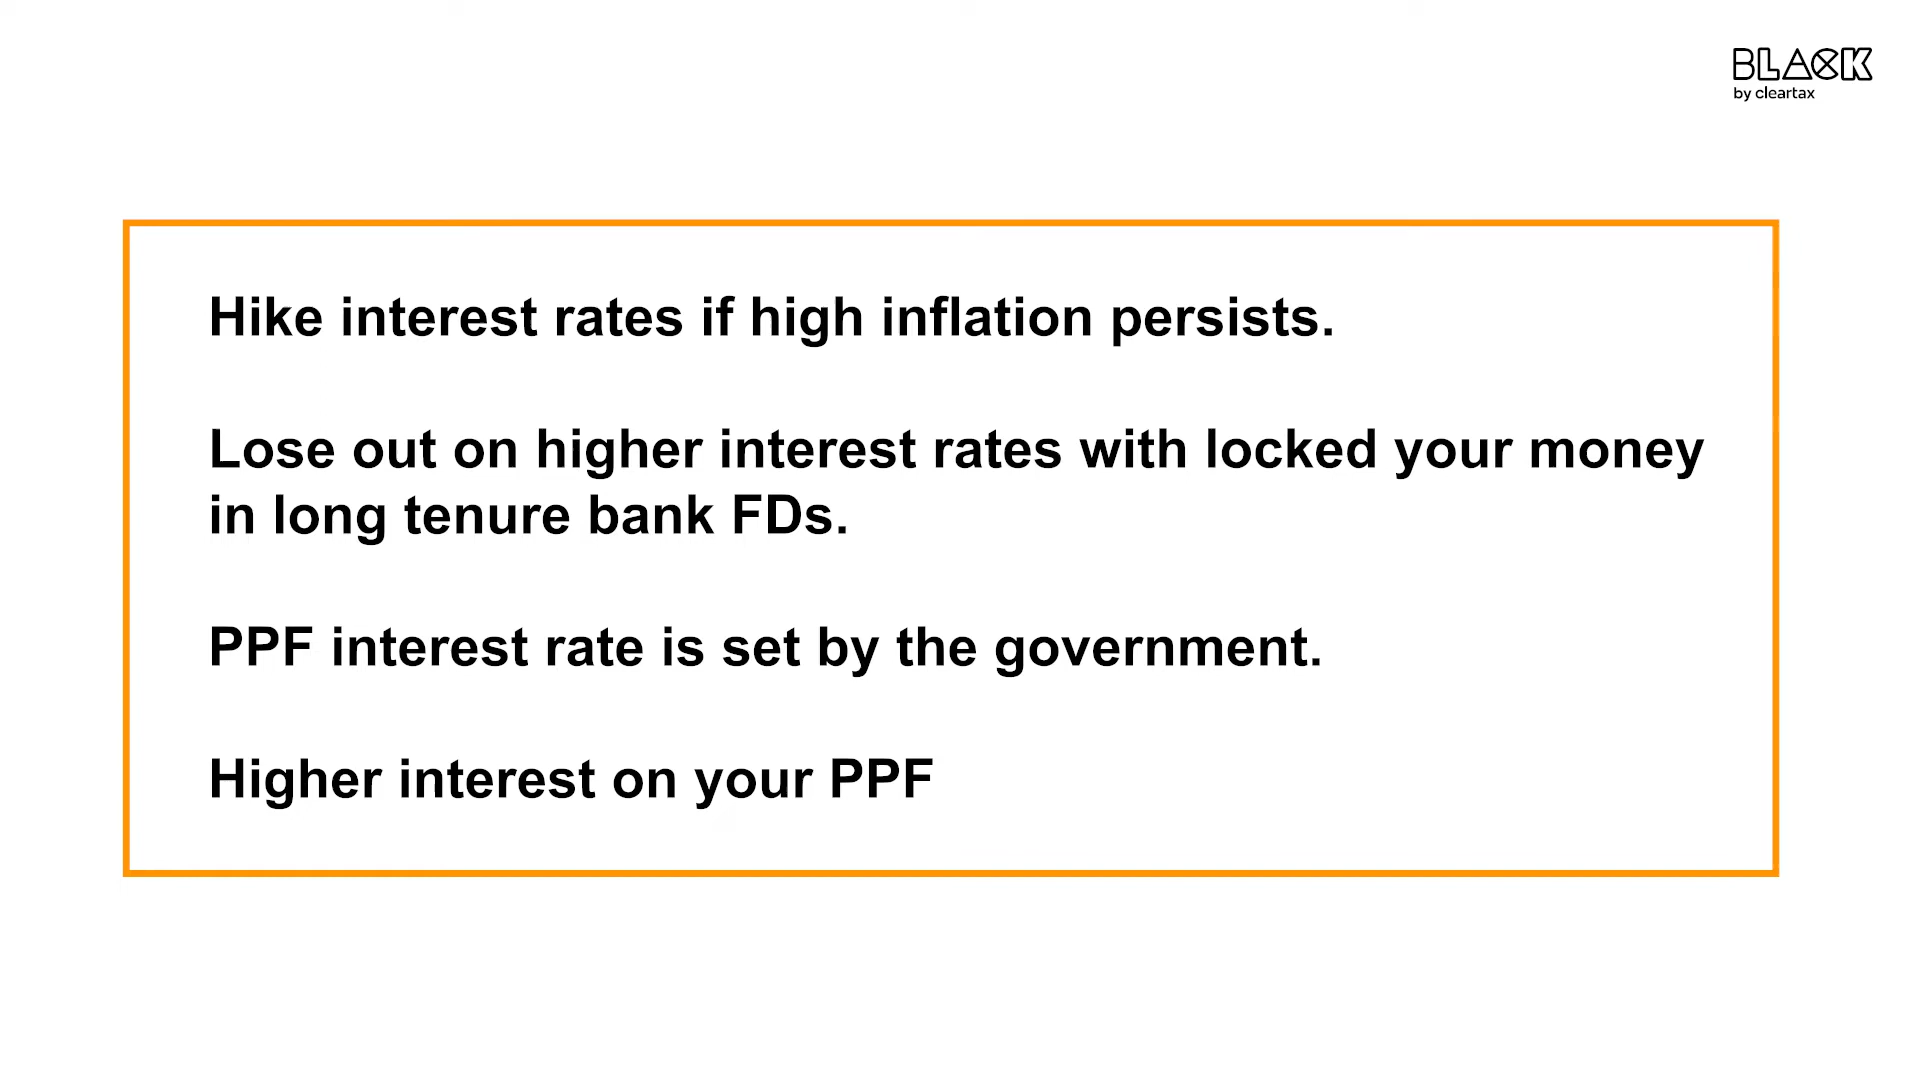 BLACK
by cleartax
Hike interest rates if high inflation persists.
Lose out on higher interest rates with locked your money
in long tenure bank FDs.
PPF interest rate is set by the government.
Higher interest on your PPF